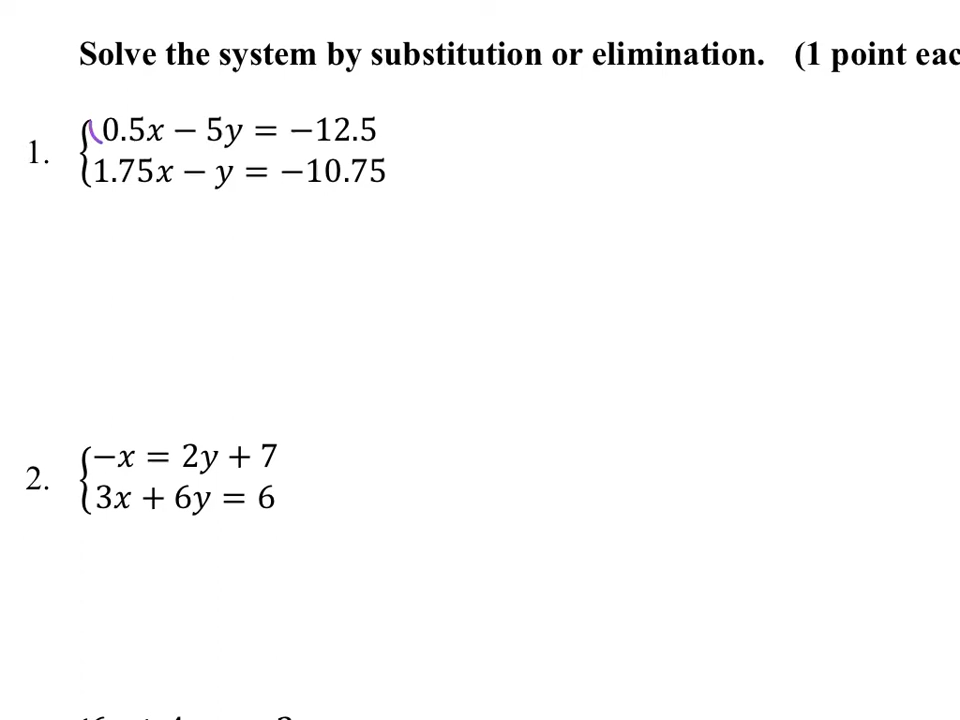 Solve the system by substitution or elimination. (1 point eac
1. {0.5x − 5y = −12.5
1.75x − y = −10.75
2. {−x = 2y + 7
3x + 6y = 6